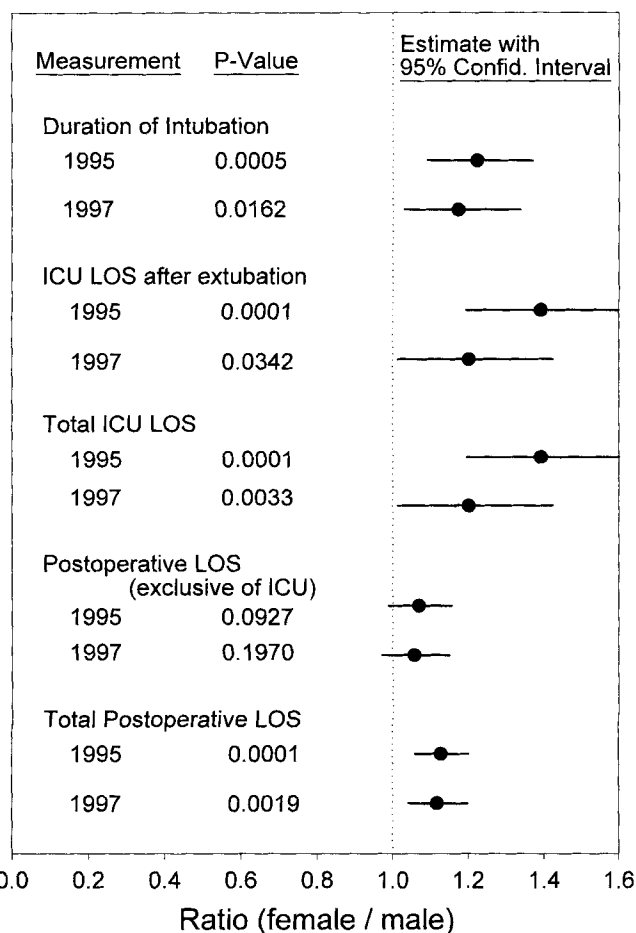 Measurement P-Value Estimate with
95% Confid. Interval
Duration of Intubation
1995 0.0005
1997 0.0162
ICU LOS after extubation
1995 0.0001
1997 0.0342
Total ICU LOS
1995 0.0001
1997 0.0033
Postoperative LOS
(exclusive of ICU)
1995 0.0927
1997 0.1970
Total Postoperative LOS
1995 0.0001
1997 0.0019
0.0 0.2 0.4 0.6 0.8 1.0 1.2 1.4 1.6
Ratio (female / male)